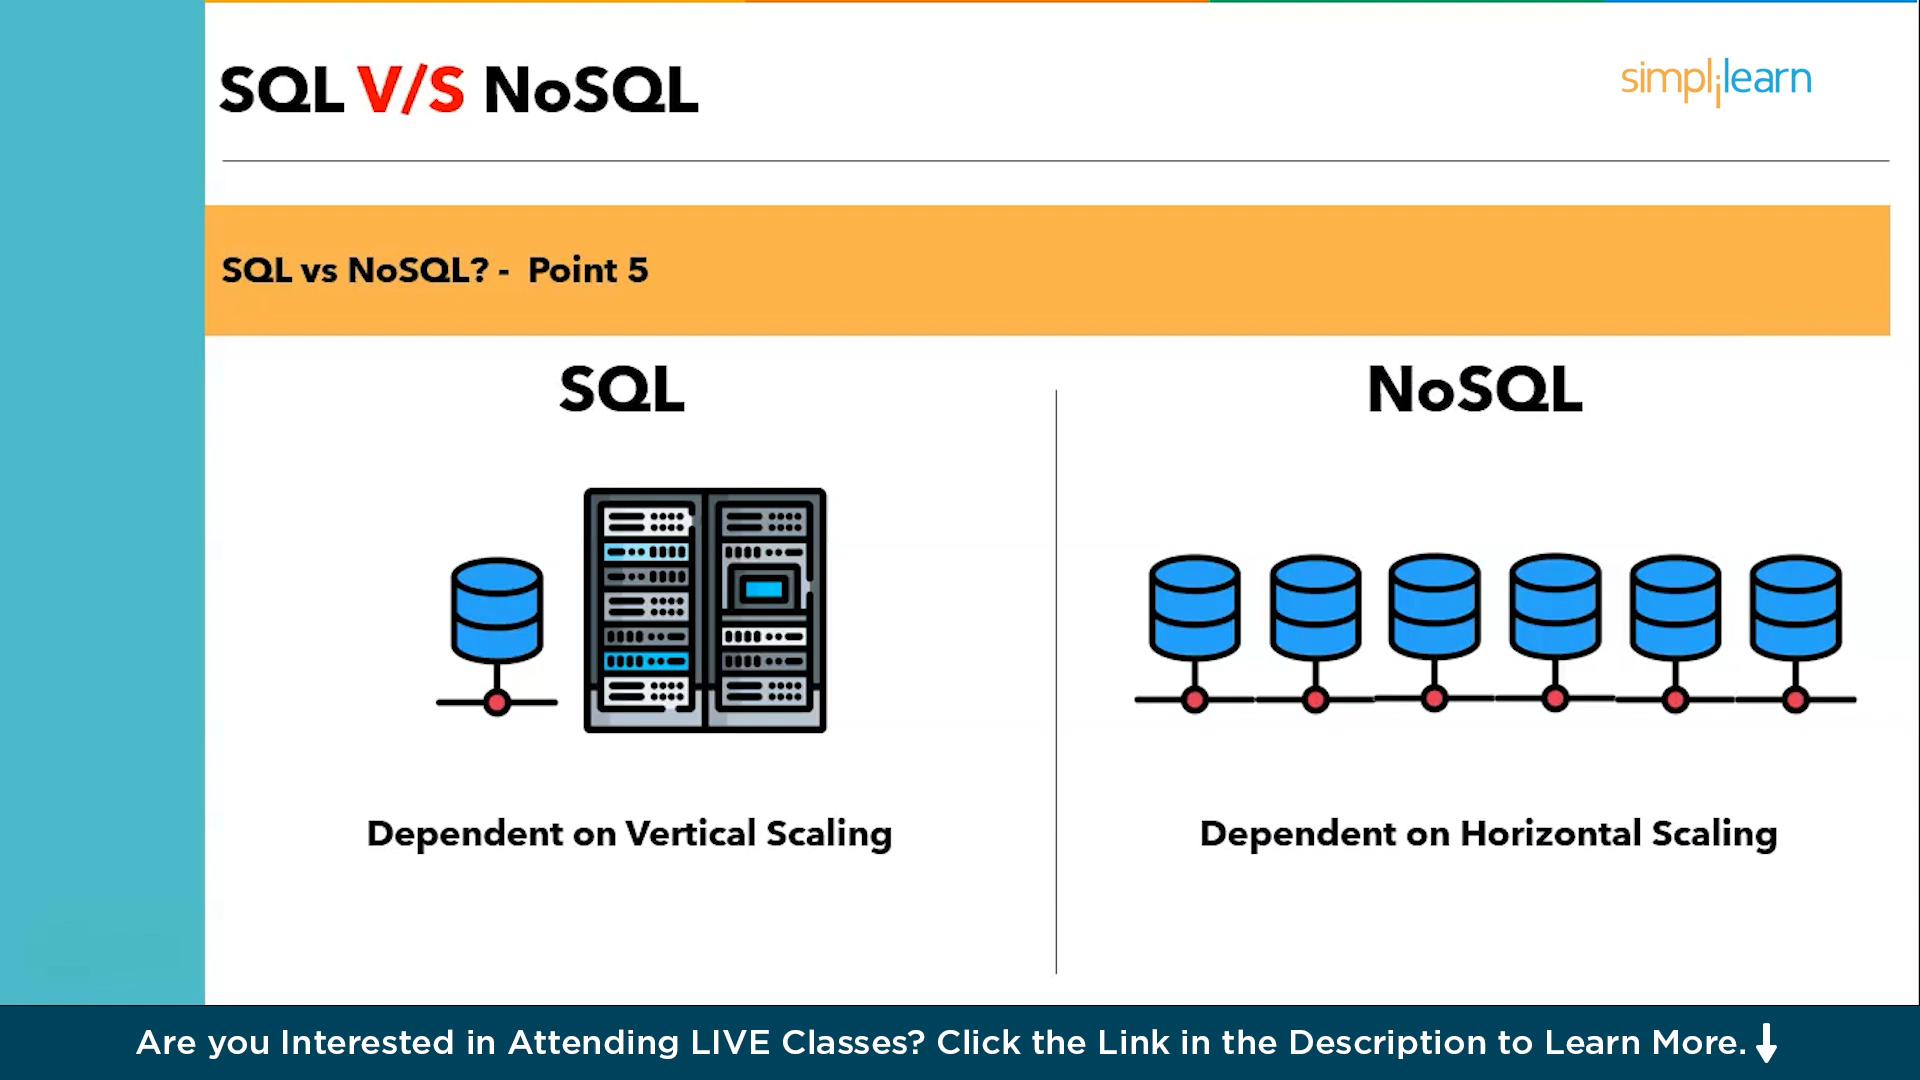 SQL V/S NoSQL
simplilearn
SQL vs NoSQL? - Point 5
SQL
NoSQL
Dependent on Vertical Scaling
Dependent on Horizontal Scaling
Are you Interested in Attending LIVE Classes? Click the Link in the Description to Learn More.